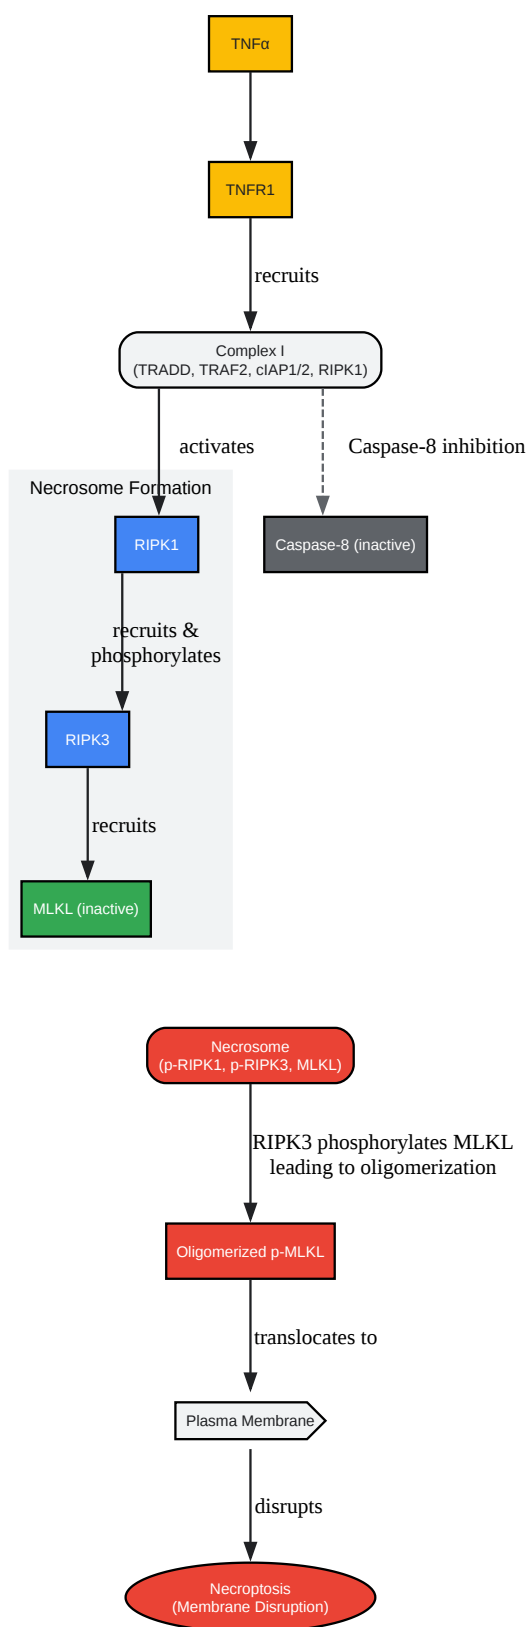 TNFα
TNFR1
recruits
Complex I
(TRADD, TRAF2, cIAP1/2, RIPK1)
activates
Caspase-8 inhibition
Necrosome Formation
RIPK1
Caspase-8 (inactive)
recruits &
phosphorylates
RIPK3
recruits
MLKL (inactive)
Necrosome
(p-RIPK1, p-RIPK3, MLKL)
RIPK3 phosphorylates MLKL
leading to oligomerization
Oligomerized p-MLKL
translocates to
Plasma Membrane
disrupts
Necroptosis
(Membrane Disruption)